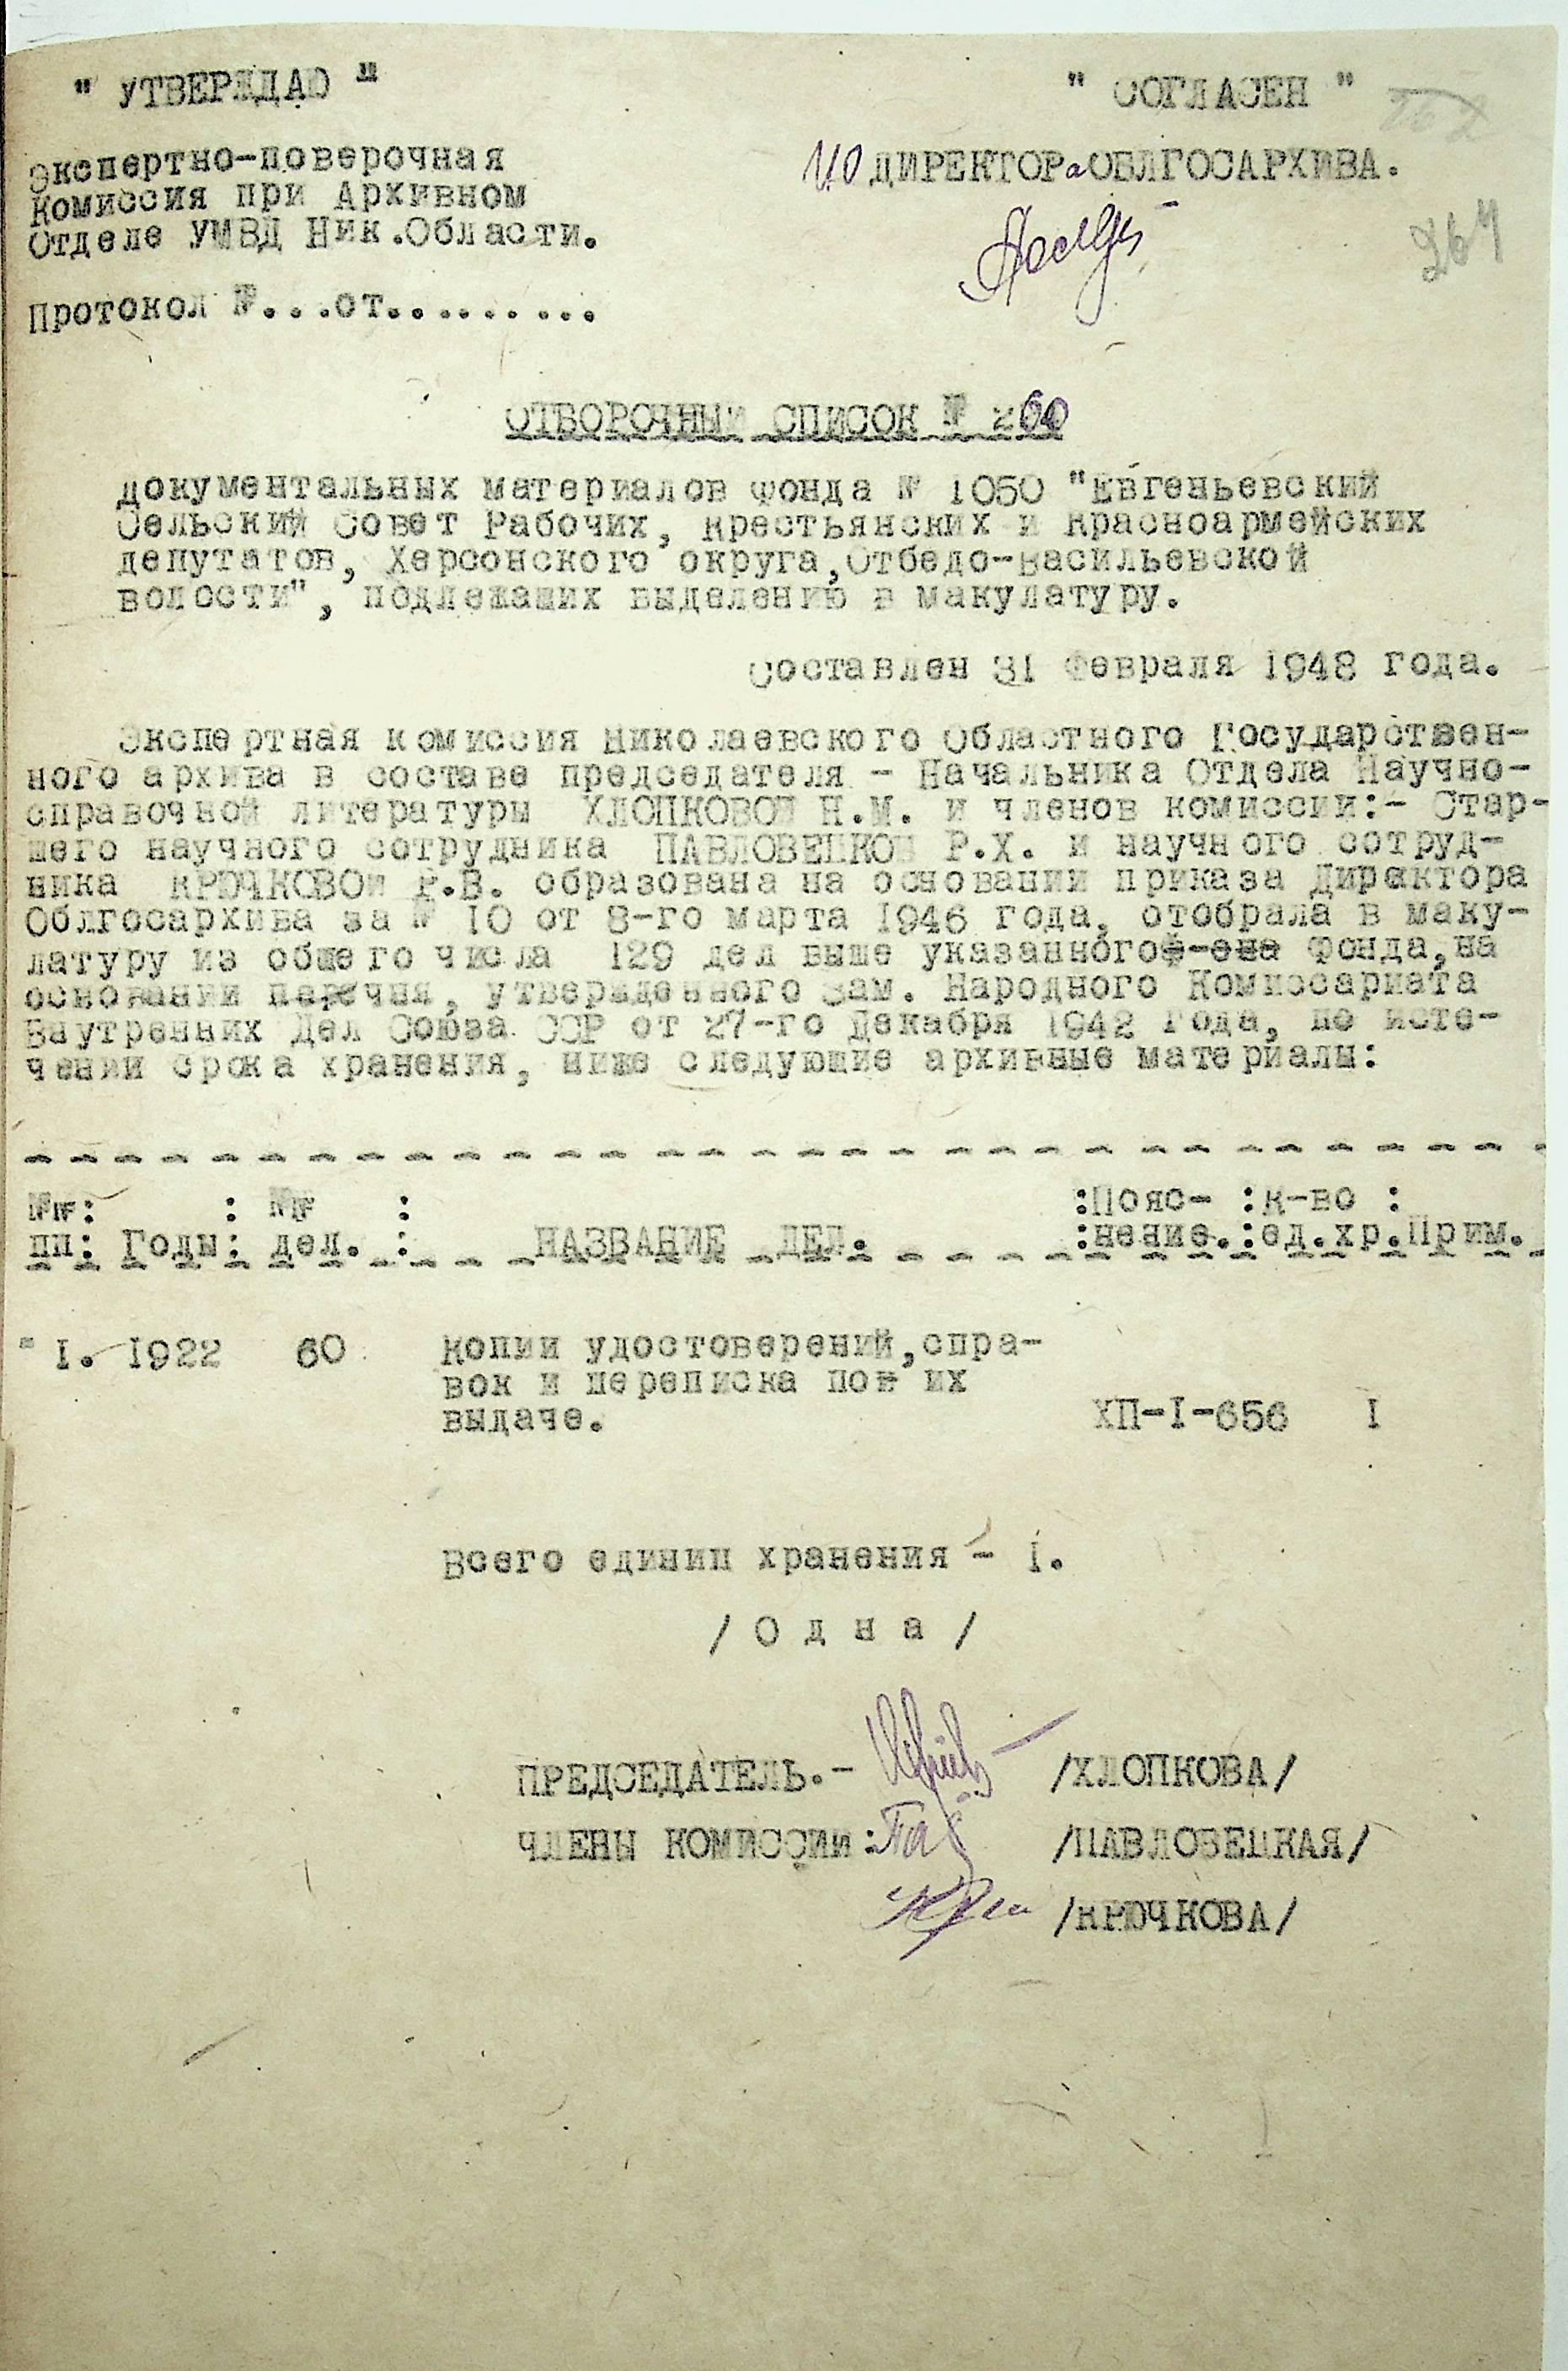 " УТВЕРЖДАЮ "
" СОГЛАСЕН "
Экспертно-поверочная
Комиссия при Архивном
Отделе УМВД Ник.Области.
ИО ДИРЕКТОРа ОБЛГОСАРХИВА.
264
Протокол №...от.........
ОТБОРОЧНЫЙ СПИСОК № 260
документальных материалов фонда № 1050 "Евгеньевский
Сельский Совет Рабочих, Крестьянских и Красноармейских
депутатов, Херсонского округа,Отбедо-Васильевской
волости", подлежащих выделению в макулатуру.
Составлен 31 Февраля 1948 года.
Экспертная комиссия Николаевского Областного Государствен-
ного архива в составе председателя - Начальника Отдела Научно-
справочной литературы ХЛОПКОВОЙ Н.М. и членов комиссии:- Стар-
шего научного сотрудника ПАВЛОВЕЦКОЙ Р.Х. и научного сотруд-
ника КРЮЧКОВОЙ Р.В. образована на основании приказа Директора
Облгосархива за № 10 от 8-го марта 1946 года, отобрала в маку-
латуру из общего числа 129 дел выше указанного фонда,на
основании перечня, утвержденного Зам. Народного Комиссариата
Внутренних Дел Союза ССР от 27-го Декабря 1942 года, по исте-
чении срока хранения, ниже следующие архивные материалы:
№№: : №№ : :Пояс- :К-во :
пп: Годы: дел. : НАЗВАНИЕ ДЕЛ. :нение.:ед.хр.Прим.
I. 1922 60 Копии удостоверений,спра-
вок и переписка по их
выдаче. ХП-I-656 I
Всего единиц хранения - I.
/ О д н а /
ПРЕДСЕДАТЕЛЬ.- /ХЛОПКОВА/
ЧЛЕНЫ КОМИССИИ: /ПАВЛОВЕЦКАЯ/
/КРЮЧКОВА/